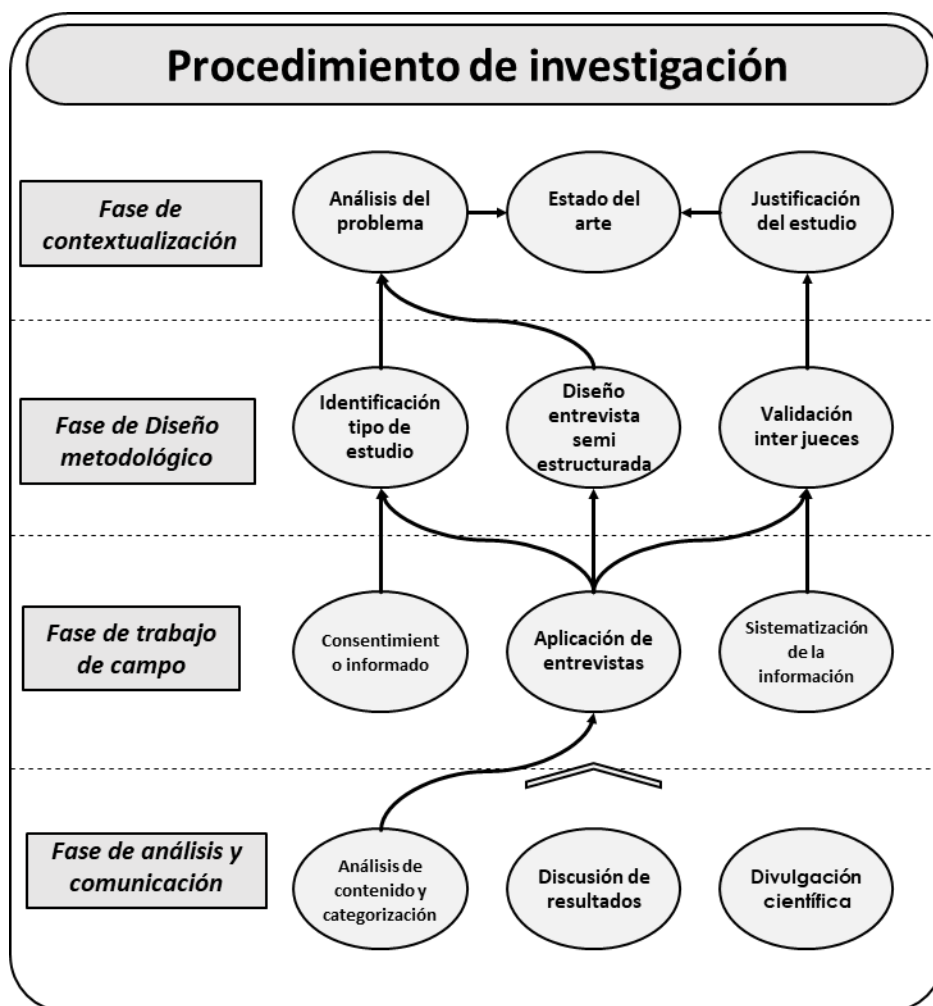 Procedimiento de investigación
Fase de
contextualización
Análisis del
problema
Estado del
arte
Justificación
del estudio
Fase de Diseño
metodológico
Identificación
tipo de
estudio
Diseño
entrevista
semi
estructurada
Validación
inter jueces
Fase de trabajo
de campo
Consentimient
o informado
Aplicación de
entrevistas
Sistematización
de la
información
Fase de análisis y
comunicación
Análisis de
contenido y
categorización
Discusión de
resultados
Divulgación
científica